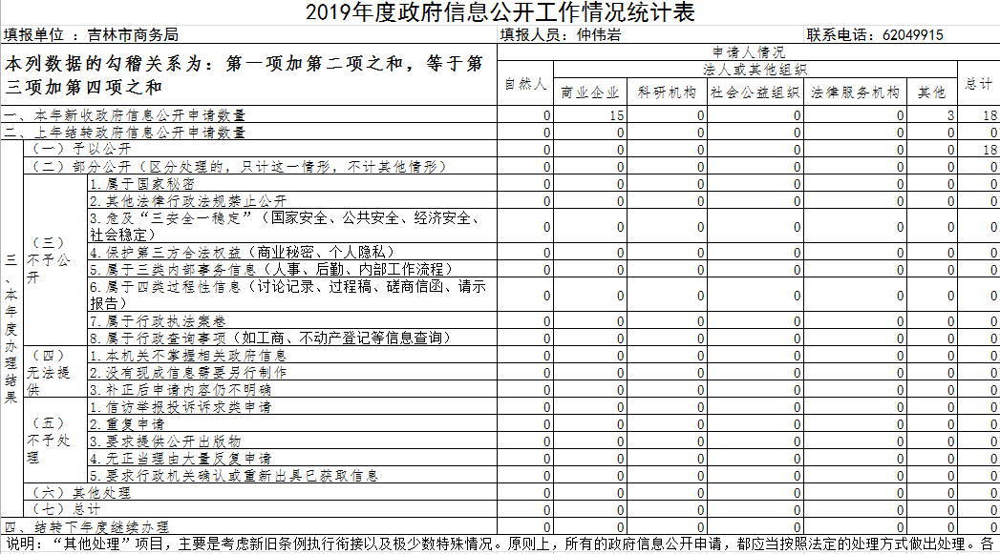 2019年度政府信息公开工作情况统计表
填报单位 ：吉林市商务局 填报人员：仲伟岩 联系电话：62049915
本列数据的勾稽关系为：第一项加第二项之和，等于第三项加第四项之和
申请人情况
自然人 法人或其他组织 总计
商业企业 科研机构 社会公益组织 法律服务机构 其他
一、本年新收政府信息公开申请数量 0 15 0 0 0 3 18
二、上年结转政府信息公开申请数量 0 0 0 0 0 0 0
三、本年度办理结果
（一）予以公开 0 0 0 0 0 0 18
（二）部分公开（区分处理的，只计这一情形，不计其他情形） 0 0 0 0 0 0 0
（三）不予公开
1.属于国家秘密 0 0 0 0 0 0 0
2.其他法律行政法规禁止公开 0 0 0 0 0 0 0
3.危及“三安全一稳定”（国家安全、公共安全、经济安全、社会稳定） 0 0 0 0 0 0 0
4.保护第三方合法权益（商业秘密、个人隐私） 0 0 0 0 0 0 0
5.属于三类内部事务信息（人事、后勤、内部工作流程） 0 0 0 0 0 0 0
6.属于四类过程性信息（讨论记录、过程稿、磋商信函、请示报告） 0 0 0 0 0 0 0
7.属于行政执法案卷 0 0 0 0 0 0 0
8.属于行政查询事项（如工商、不动产登记等信息查询） 0 0 0 0 0 0 0
（四）无法提供
1.本机关不掌握相关政府信息 0 0 0 0 0 0 0
2.没有现成信息需要另行制作 0 0 0 0 0 0 0
3.补正后申请内容仍不明确 0 0 0 0 0 0 0
（五）不予处理
1.信访举报投诉诉求类申请 0 0 0 0 0 0 0
2.重复申请 0 0 0 0 0 0 0
3.要求提供公开出版物 0 0 0 0 0 0 0
4.无正当理由大量反复申请 0 0 0 0 0 0 0
5.要求行政机关确认或重新出具已获取信息 0 0 0 0 0 0 0
（六）其他处理 0 0 0 0 0 0 0
（七）总计 0 0 0 0 0 0 0
四、结转下年度继续办理 0 0 0 0 0 0 0
说明：“其他处理”项目，主要是考虑新旧条例执行衔接以及极少数特殊情况。原则上，所有的政府信息公开申请，都应当按照法定的处理方式做出处理。各